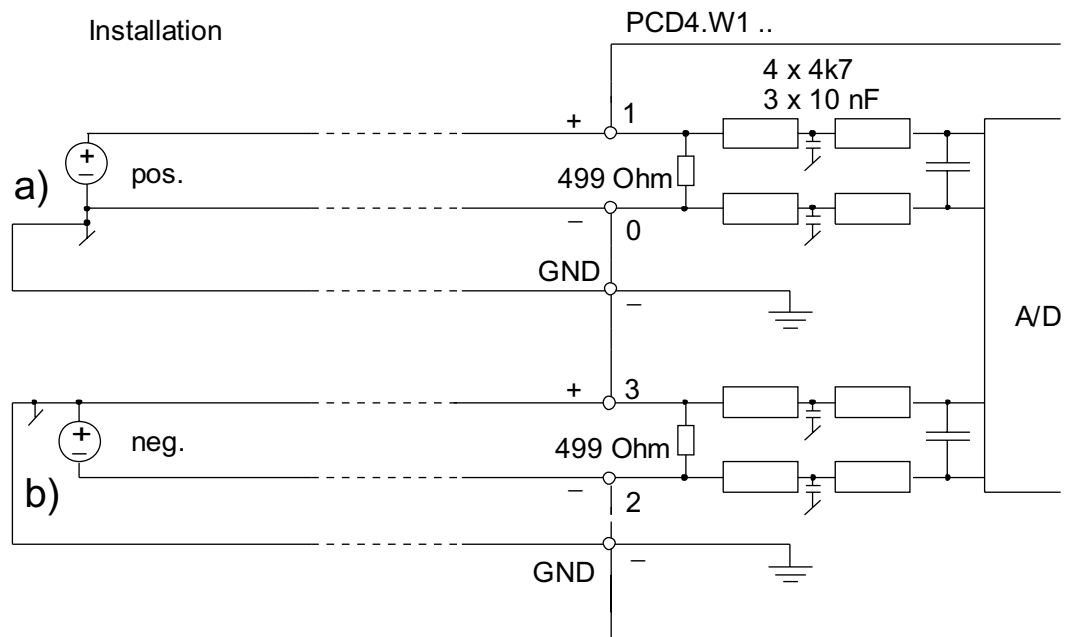 Installation
PCD4.W1 ..
4 x 4k7
3 x 10 nF
+
1
+
–
a)
pos.
499 Ohm
–
0
GND
–
A/D
+
3
+
–
neg.
499 Ohm
b)
–
2
–
GND